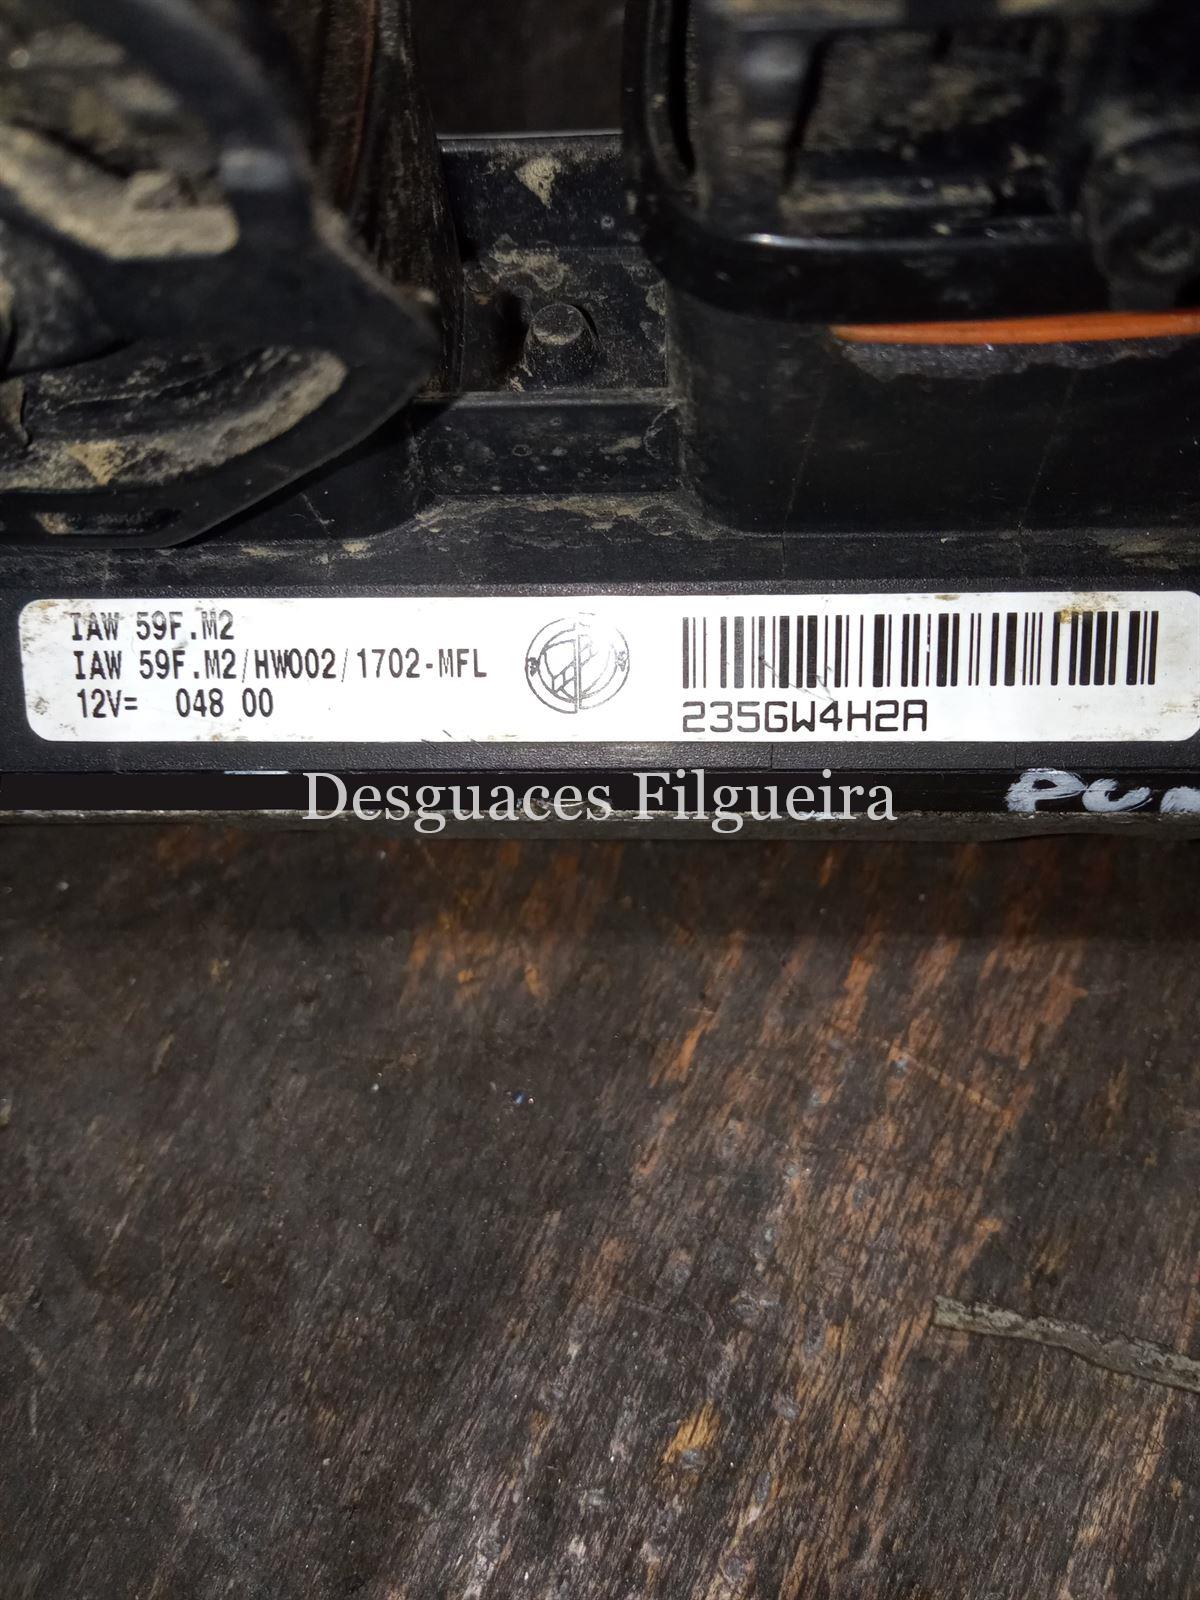 IAW 59F.M2
IAW 59F.M2/HW002/1702-MFL
12V= 048 00
235GW4H2A
Desguaces Filgueira